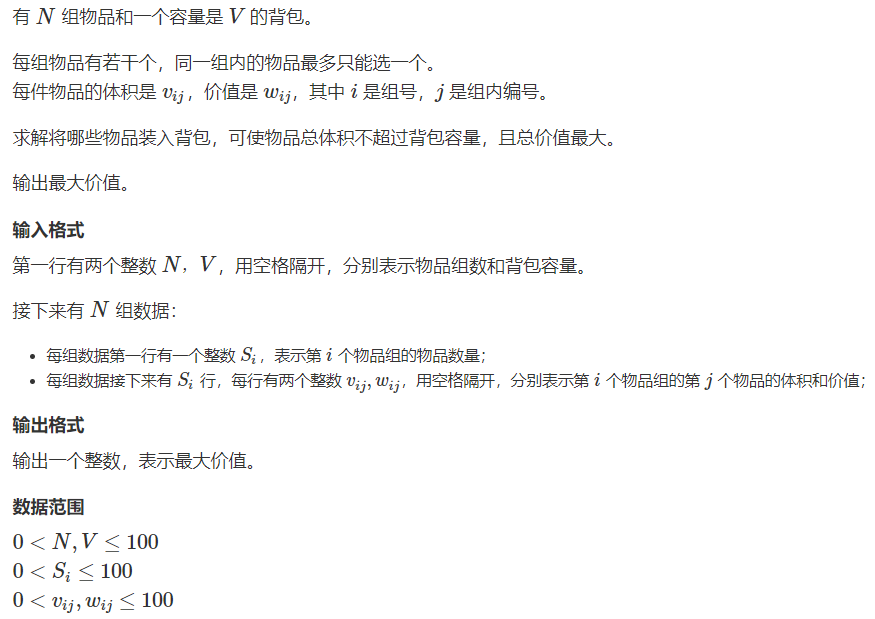 有 N 组物品和一个容量是 V 的背包。
每组物品有若干个，同一组内的物品最多只能选一个。
每件物品的体积是 v_{ij}，价值是 w_{ij}，其中 i 是组号，j 是组内编号。
求解将哪些物品装入背包，可使物品总体积不超过背包容量，且总价值最大。
输出最大价值。
输入格式
第一行有两个整数 N，V，用空格隔开，分别表示物品组数和背包容量。
接下来有 N 组数据：
• 每组数据第一行有一个整数 S_i，表示第 i 个物品组的物品数量；
• 每组数据接下来有 S_i 行，每行有两个整数 v_{ij}, w_{ij}，用空格隔开，分别表示第 i 个物品组的第 j 个物品的体积和价值；
输出格式
输出一个整数，表示最大价值。
数据范围
0 < N, V ≤ 100
0 < S_i ≤ 100
0 < v_{ij}, w_{ij} ≤ 100